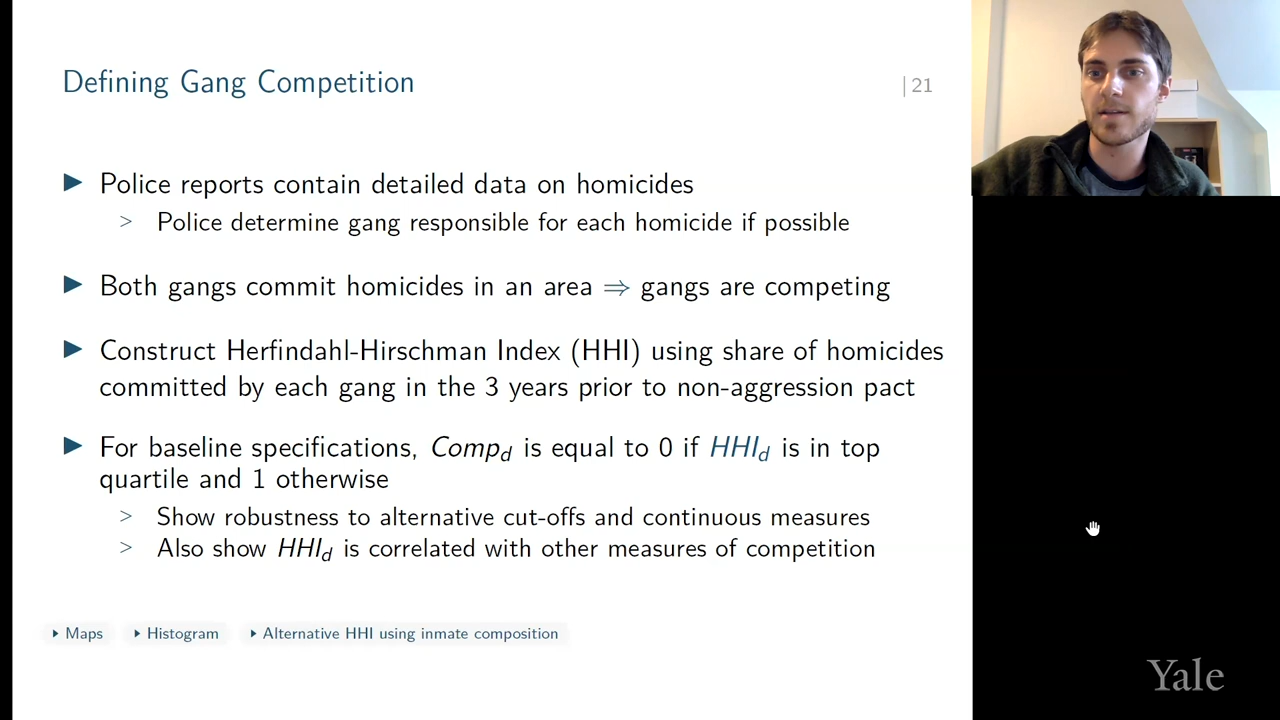 Defining Gang Competition
| 21
▶ Police reports contain detailed data on homicides
> Police determine gang responsible for each homicide if possible
▶ Both gangs commit homicides in an area ⇒ gangs are competing
▶ Construct Herfindahl-Hirschman Index (HHI) using share of homicides
committed by each gang in the 3 years prior to non-aggression pact
▶ For baseline specifications, Comp_d is equal to 0 if HHI_d is in top
quartile and 1 otherwise
> Show robustness to alternative cut-offs and continuous measures
> Also show HHI_d is correlated with other measures of competition
▶ Maps ▶ Histogram ▶ Alternative HHI using inmate composition
Yale